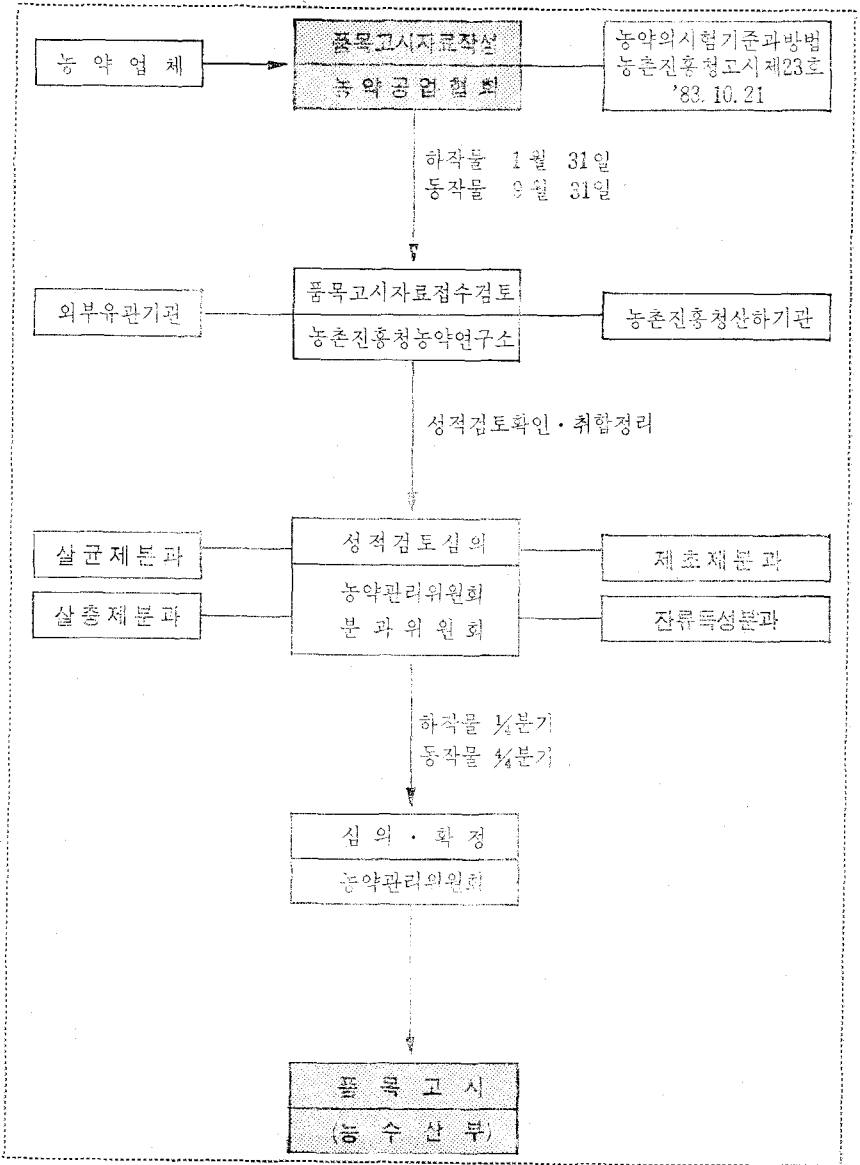 농약업체
품목고시자료작성
농약공업협회
농약의시험기준과방법
농촌진흥청고시제23호
'83.10.21
하작물 1월 31일
동작물 9월 31일
외부유관기관
품목고시자료접수검토
농촌진흥청농약연구소
농촌진흥청산하기관
성적검토확인·취합정리
살균제분과
살충제분과
성적검토심의
농약관리위원회
분과위원회
제초제분과
잔류독성분과
하작물 1/4분기
동작물 4/4분기
심의·확정
농약관리위원회
품목고시
(농수산부)